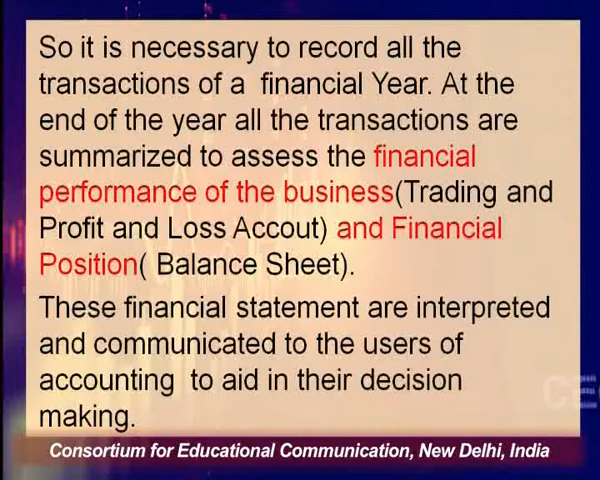 So it is necessary to record all the
transactions of a  financial Year. At the
end of the year all the transactions are
summarized to assess the financial
performance of the business(Trading and
Profit and Loss Accout) and Financial
Position( Balance Sheet).
These financial statement are interpreted
and communicated to the users of
accounting  to aid in their decision
making.
Consortium for Educational Communication, New Delhi, India